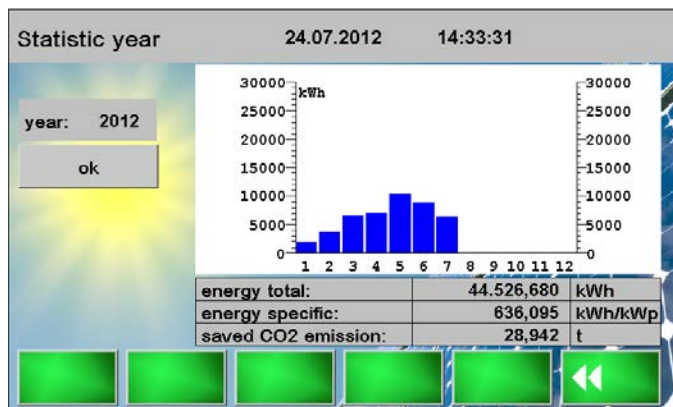 Statistic year 24.07.2012 14:33:31
year: 2012
ok
kWh
30000 30000
25000 25000
20000 20000
15000 15000
10000 10000
5000 5000
0 0
1 2 3 4 5 6 7 8 9 10 11 12
energy total: 44.526,680 kWh
energy specific: 636,095 kWh/kWp
saved CO2 emission: 28,942 t